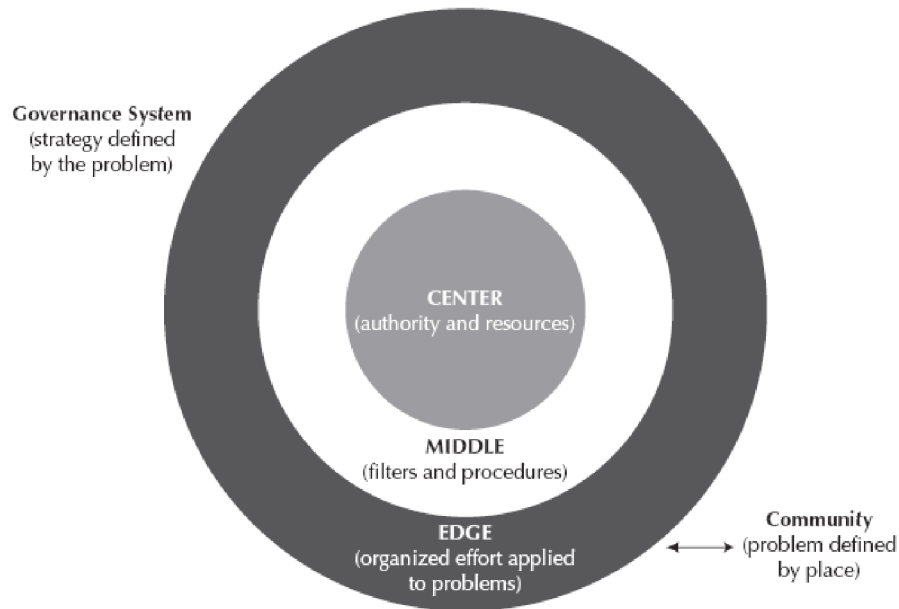 Governance System
(strategy defined
by the problem)
CENTER
(authority and resources)
MIDDLE
(filters and procedures)
EDGE
(organized effort applied
to problems)
Community
(problem defined
by place)